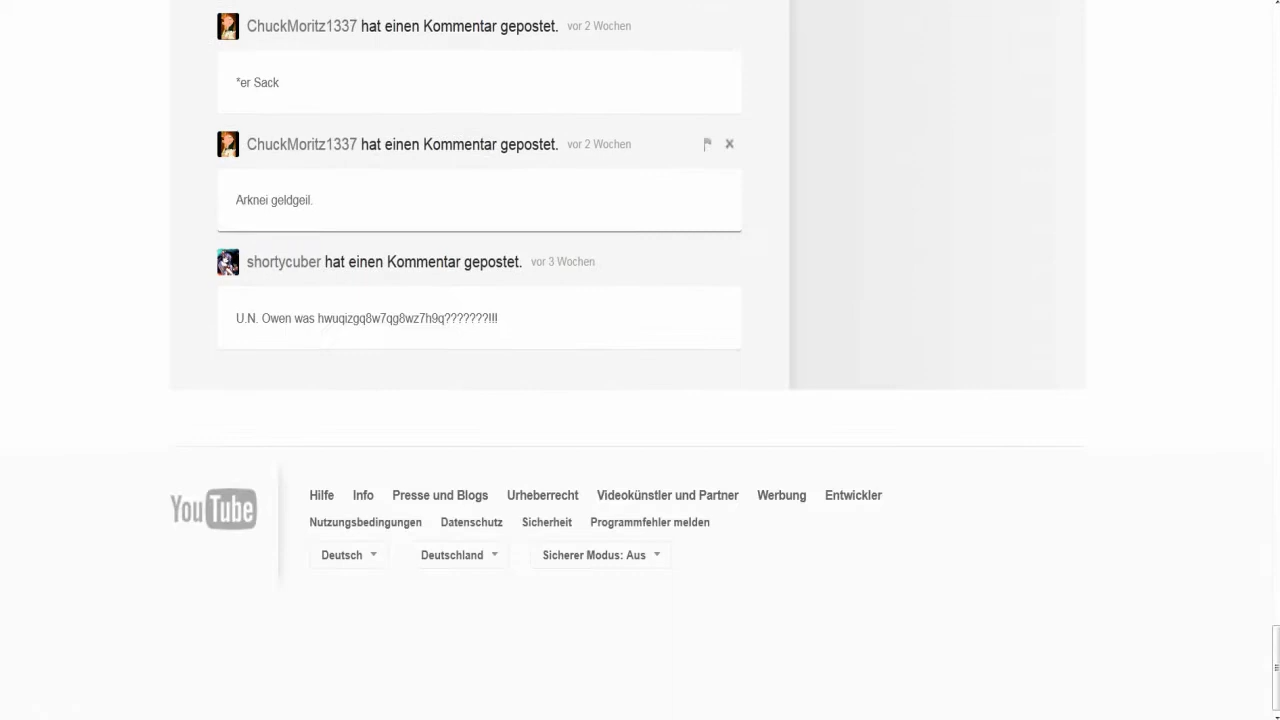 ChuckMoritz1337 hat einen Kommentar gepostet. vor 2 Wochen
*er Sack
ChuckMoritz1337 hat einen Kommentar gepostet. vor 2 Wochen
Arknei geldgeil.
shortycuber hat einen Kommentar gepostet. vor 3 Wochen
U.N. Owen was hwuqizgq8w7qg8wz7h9q???????!!!
YouTube
Hilfe Info Presse und Blogs Urheberrecht Videokünstler und Partner Werbung Entwickler
Nutzungsbedingungen Datenschutz Sicherheit Programmfehler melden
Deutsch Deutschland Sicherer Modus: Aus